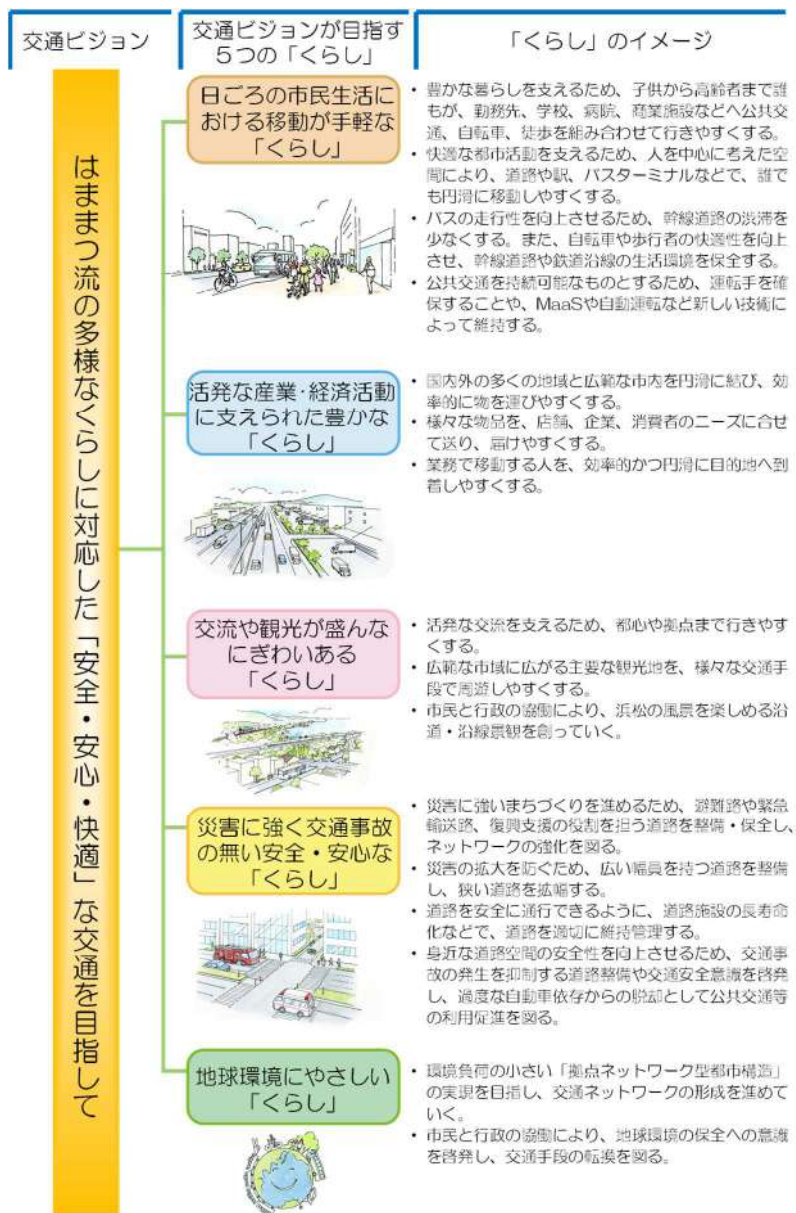 交通ビジョン
交通ビジョンが目指す
5つの「くらし」
「くらし」のイメージ
はままつ流の多様なくらしに対応した「安全・安心・快適」な交通を目指して
日ごろの市民生活に
おける移動が手軽な
「くらし」
• 豊かな暮らしを支えるため、子供から高齢者まで誰
もが、勤務先、学校、病院、商業施設などへ公共交
通、自転車、徒歩を組み合わせて行きやすくする。
• 快適な都市活動を支えるため、人を中心に考えた空
間により、道路や駅、バスターミナルなどで、誰で
も円滑に移動しやすくする。
• バスの走行性を向上させるため、幹線道路の渋滞を
少なくする。また、自転車や歩行者の快適性を向上
させ、幹線道路や鉄道沿線の生活環境を保全する。
• 公共交通を持続可能なものとするため、運転手を確
保することや、MaaSや自動運転など新しい技術に
よって維持する。
活発な産業・経済活動
に支えられた豊かな
「くらし」
• 国内外の多くの地域と広範な市内を円滑に結び、効
率的に物を運びやすくする。
• 様々な物品を、店舗、企業、消費者のニーズに合せ
て送り、届けやすくする。
• 業務で移動する人を、効率的かつ円滑に目的地へ到
着しやすくする。
交流や観光が盛んな
にぎわいある
「くらし」
• 活発な交流を支えるため、都心や拠点まで行きやす
くする。
• 広範な市域に広がる主要な観光地を、様々な交通手
段で周遊しやすくする。
• 市民と行政の協働により、浜松の風景を楽しめる沿
道・沿線景観を創っていく。
災害に強く交通事故
の無い安全・安心な
「くらし」
• 災害に強いまちづくりを進めるため、避難路や緊急
輸送路、復興支援の役割を担う道路を整備・保全し、
ネットワークの強化を図る。
• 災害の拡大を防ぐため、広い幅員を持つ道路を整備
し、狭い道路を拡幅する。
• 道路を安全に通行できるように、道路施設の長寿命
化などで、道路を適切に維持管理する。
• 身近な道路空間の安全性を向上させるため、交通事
故の発生を抑制する道路整備や交通安全意識を啓発
し、過度な自動車依存からの脱却として公共交通等
の利用促進を図る。
地球環境にやさしい
「くらし」
• 環境負荷の小さい「拠点ネットワーク型都市構造」
の実現を目指し、交通ネットワークの形成を進めて
いく。
• 市民と行政の協働により、地球環境の保全への意識
を啓発し、交通手段の転換を図る。